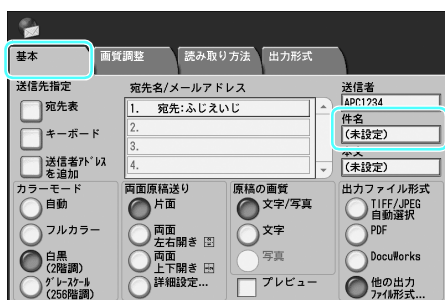 基本
画質調整
読み取り方法
出力形式
送信先指定
宛先表
キーボード
送信者ｱﾄﾞﾚｽ
を追加
宛先名/メールアドレス
1. 宛先:ふじえいじ
2.
3.
4.
送信者
APC1234
件名
(未設定)
本文
(未設定)
カラーモード
自動
フルカラー
白黒
(2階調)
ｸﾞﾚｰｽｹｰﾙ
(256階調)
両面原稿送り
片面
両面
左右開き
両面
上下開き
詳細設定...
原稿の画質
文字/写真
文字
写真
プレビュー
出力ファイル形式
TIFF/JPEG
自動選択
PDF
DocuWorks
他の出力
ﾌｧｲﾙ形式...